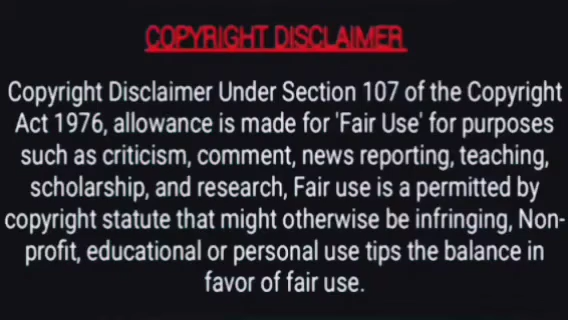 COPYRIGHT DISCLAIMER
Copyright Disclaimer Under Section 107 of the Copyright
Act 1976, allowance is made for 'Fair Use' for purposes
such as criticism, comment, news reporting, teaching,
scholarship, and research, Fair use is a permitted by
copyright statute that might otherwise be infringing, Non-
profit, educational or personal use tips the balance in
favor of fair use.